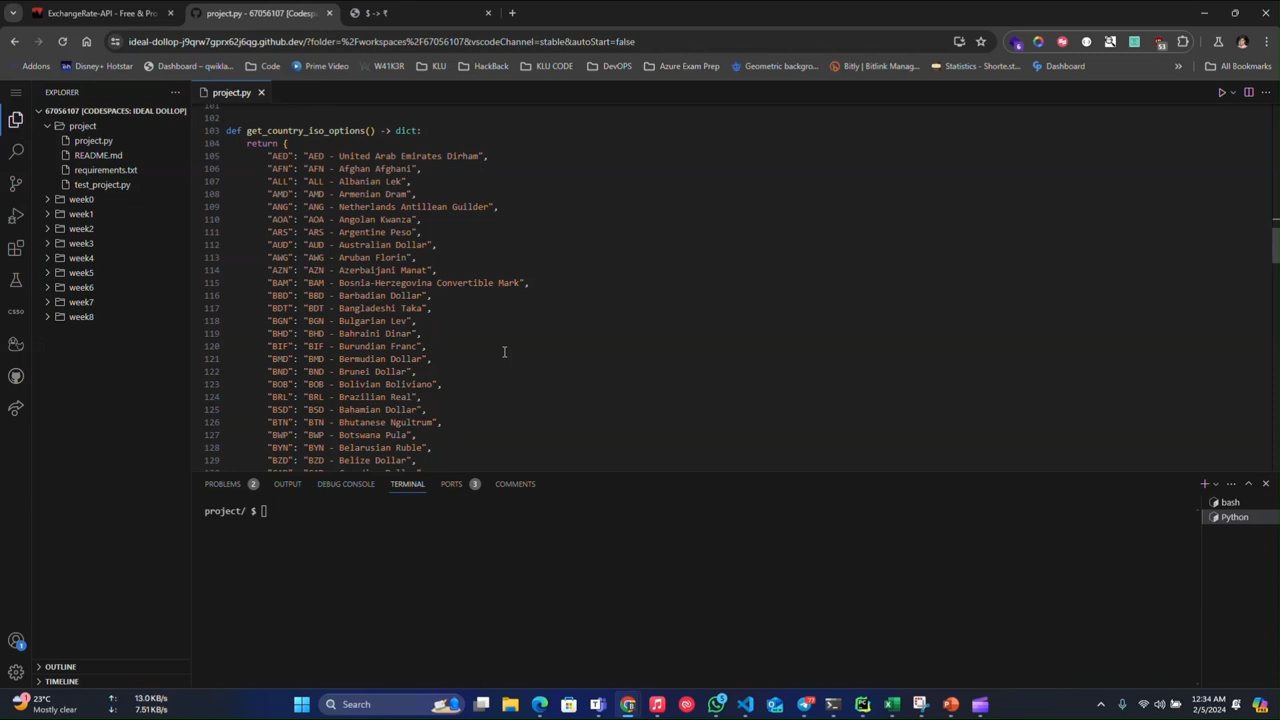 ExchangeRate-API - Free & Pro
project.py - 67056107 [Codesp
$ -> ₹
ideal-dollop-j9qrw7gprx62j6qg.github.dev/?folder=%2Fworkspaces%2F67056107&vscodeChannel=stable&autoStart=false
6
53
Addons
Disney+ Hotstar
Dashboard – qwikla...
Code
Prime Video
W41K3R
KLU
HackBack
KLU CODE
DevOPS
Azure Exam Prep
Geometric backgro...
Bitly | Bitlink Manag...
Statistics - Shorte.st...
Dashboard
All Bookmarks
EXPLORER
67056107 [CODESPACES: IDEAL DOLLOP]
project
project.py
README.md
requirements.txt
test_project.py
week0
week1
week2
week3
week4
week5
week6
week7
week8
OUTLINE
TIMELINE
csso
1
project.py
101
102
103 def get_country_iso_options() -> dict:
104 return {
105 "AED": "AED - United Arab Emirates Dirham",
106 "AFN": "AFN - Afghan Afghani",
107 "ALL": "ALL - Albanian Lek",
108 "AMD": "AMD - Armenian Dram",
109 "ANG": "ANG - Netherlands Antillean Guilder",
110 "AOA": "AOA - Angolan Kwanza",
111 "ARS": "ARS - Argentine Peso",
112 "AUD": "AUD - Australian Dollar",
113 "AWG": "AWG - Aruban Florin",
114 "AZN": "AZN - Azerbaijani Manat",
115 "BAM": "BAM - Bosnia-Herzegovina Convertible Mark",
116 "BBD": "BBD - Barbadian Dollar",
117 "BDT": "BDT - Bangladeshi Taka",
118 "BGN": "BGN - Bulgarian Lev",
119 "BHD": "BHD - Bahraini Dinar",
120 "BIF": "BIF - Burundian Franc",
121 "BMD": "BMD - Bermudian Dollar",
122 "BND": "BND - Brunei Dollar",
123 "BOB": "BOB - Bolivian Boliviano",
124 "BRL": "BRL - Brazilian Real",
125 "BSD": "BSD - Bahamian Dollar",
126 "BTN": "BTN - Bhutanese Ngultrum",
127 "BWP": "BWP - Botswana Pula",
128 "BYN": "BYN - Belarusian Ruble",
129 "BZD": "BZD - Belize Dollar",
PROBLEMS 2 OUTPUT DEBUG CONSOLE TERMINAL PORTS 3 COMMENTS
project/ $
bash
Python
23°C
Mostly clear
13.0 KB/s
7.51 KB/s
Search
12:34 AM
2/5/2024